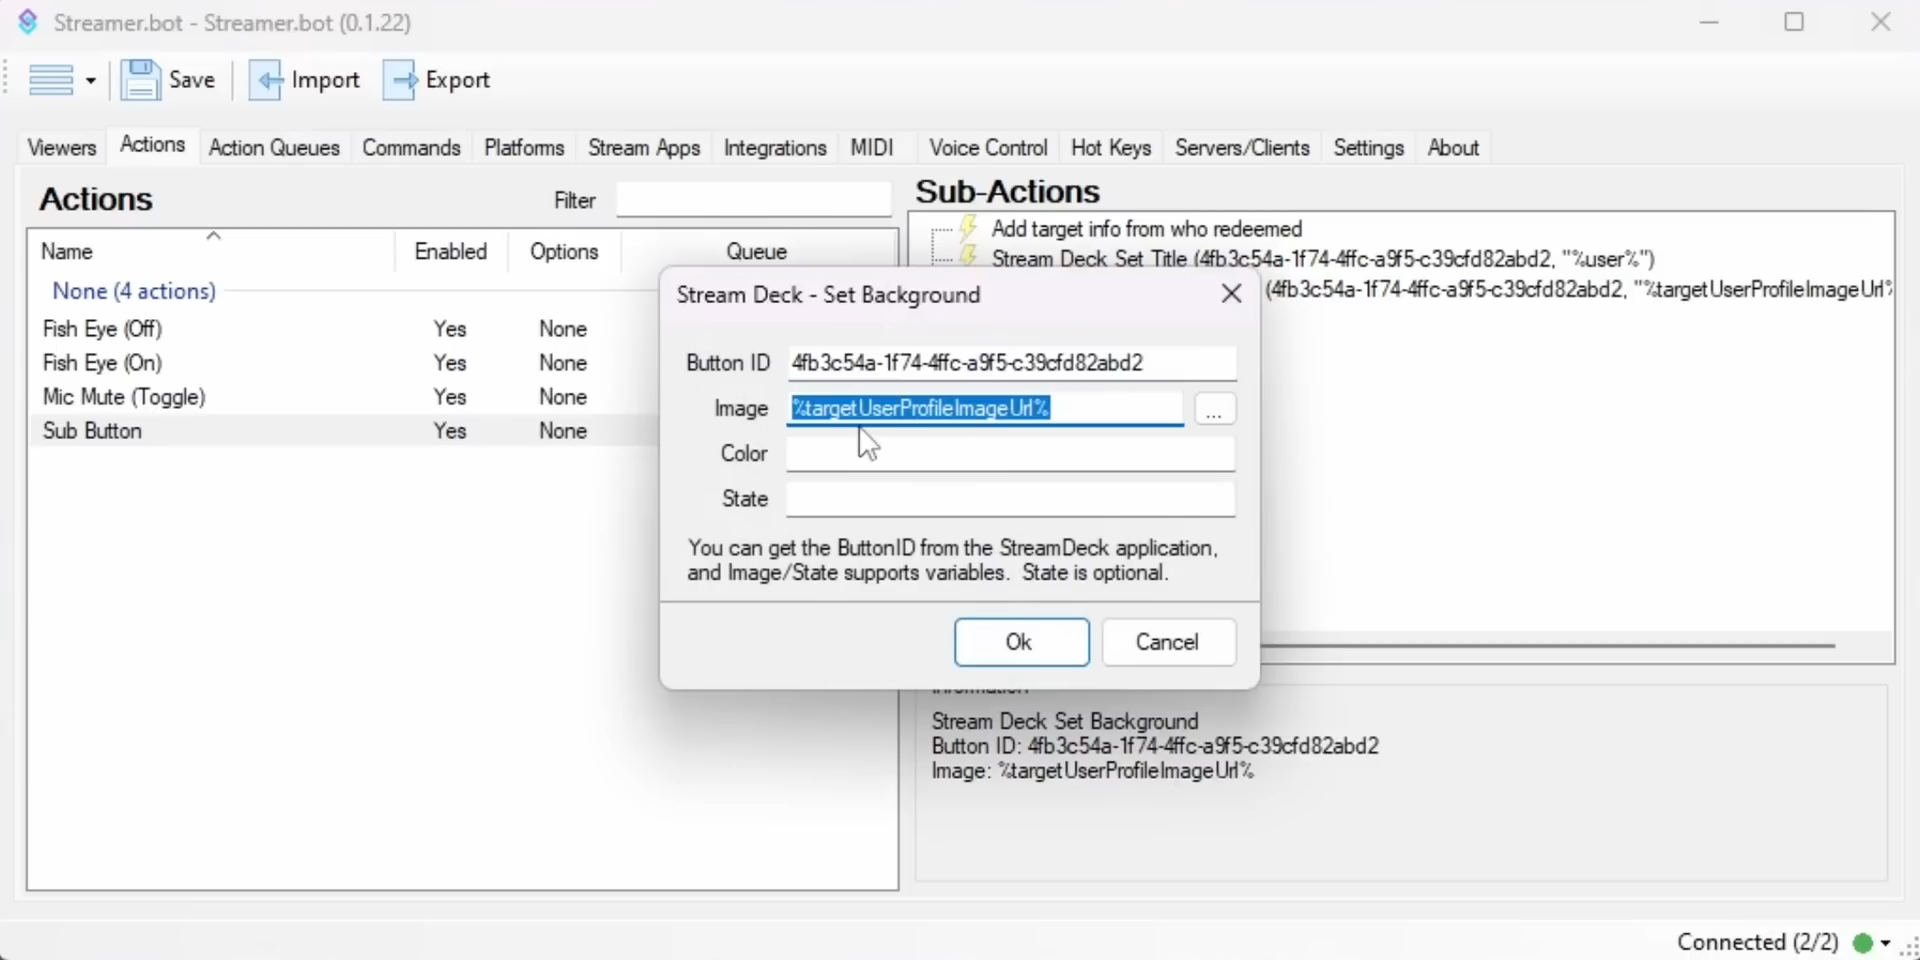 Streamer.bot - Streamer.bot (0.1.22)
Save Import Export
Viewers Actions Action Queues Commands Platforms Stream Apps Integrations MIDI Voice Control Hot Keys Servers/Clients Settings About
Actions Filter
Name Enabled Options Queue
None (4 actions)
Fish Eye (Off) Yes None
Fish Eye (On) Yes None
Mic Mute (Toggle) Yes None
Sub Button Yes None
Sub-Actions
Add target info from who redeemed
Stream Deck Set Title (4fb3c54a-1f74-4ffc-a9f5-c39cfd82abd2, "%user%")
(4fb3c54a-1f74-4ffc-a9f5-c39cfd82abd2, "%targetUserProfileImageUrl%
Stream Deck - Set Background
Button ID 4fb3c54a-1f74-4ffc-a9f5-c39cfd82abd2
Image %targetUserProfileImageUrl% ...
Color
State
You can get the ButtonID from the StreamDeck application,
and Image/State supports variables. State is optional.
Ok Cancel
Information
Stream Deck Set Background
Button ID: 4fb3c54a-1f74-4ffc-a9f5-c39cfd82abd2
Image: %targetUserProfileImageUrl%
Connected (2/2)